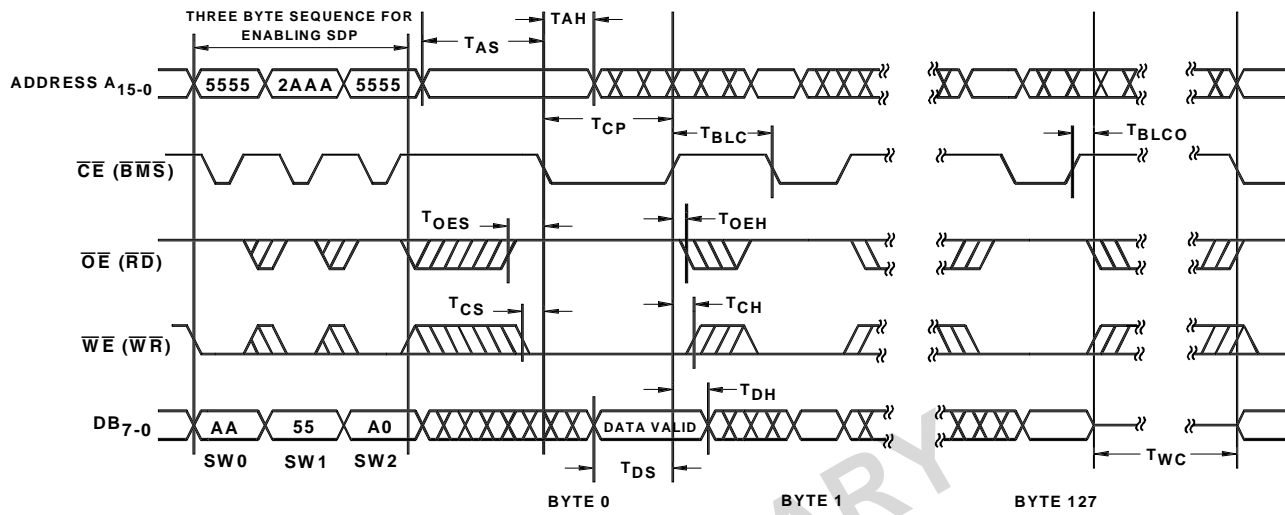 THREE BYTE SEQUENCE FOR
ENABLING SDP
TAS
TAH
ADDRESS A15-0
5555
2AAA
5555
TCP
TBLC
TBLCO
CE (BMS)
TOES
TOEH
OE (RD)
TCS
TCH
WE (WR)
TDH
DB7-0
AA
55
A0
DATA VALID
SW0
SW1
SW2
TDS
TWC
BYTE 0
BYTE 1
BYTE 127